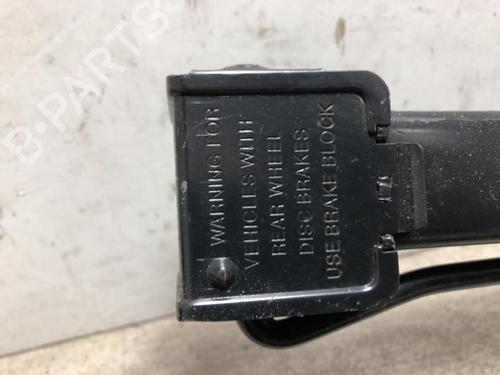 WARNING FOR
VEHICLES WITH
REAR WHEEL
DISC BRAKES
USE BRAKE BLOCK
B-PARTS